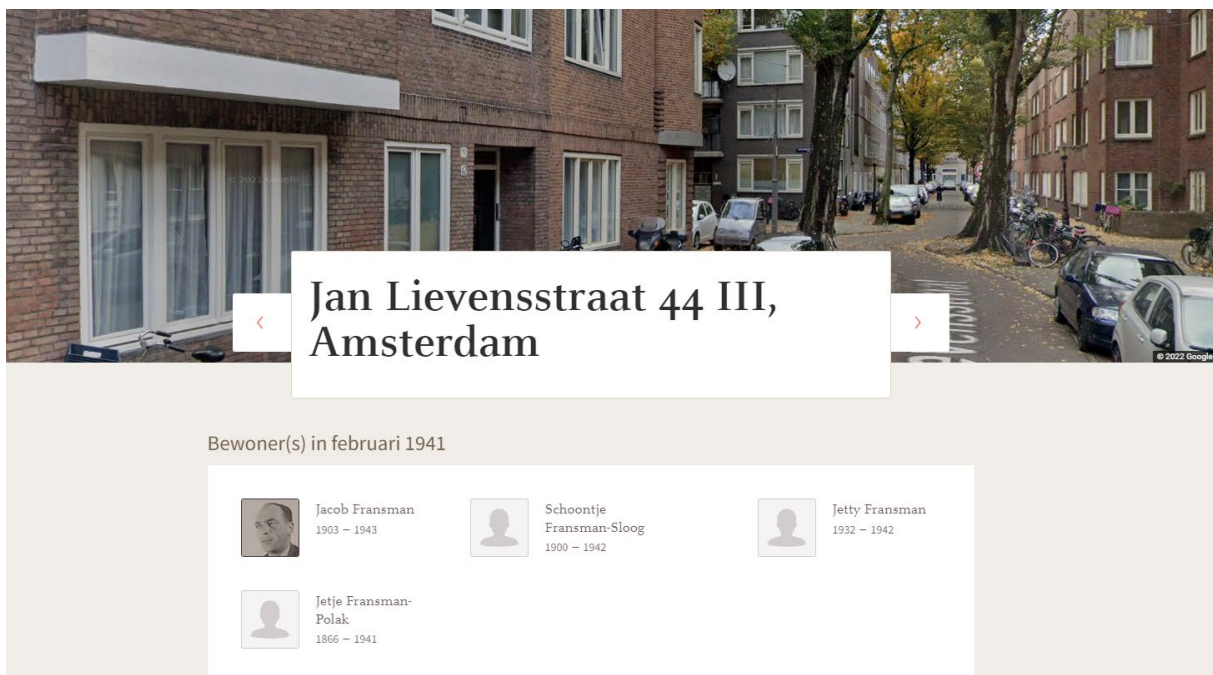 Jan Lievensstraat 44 III,
Amsterdam
© 2022 Google
Bewoner(s) in februari 1941
Jacob Fransman
1903 – 1943
Schoontje
Fransman-Sloog
1900 – 1942
Jetty Fransman
1932 – 1942
Jetje Fransman-
Polak
1866 – 1941